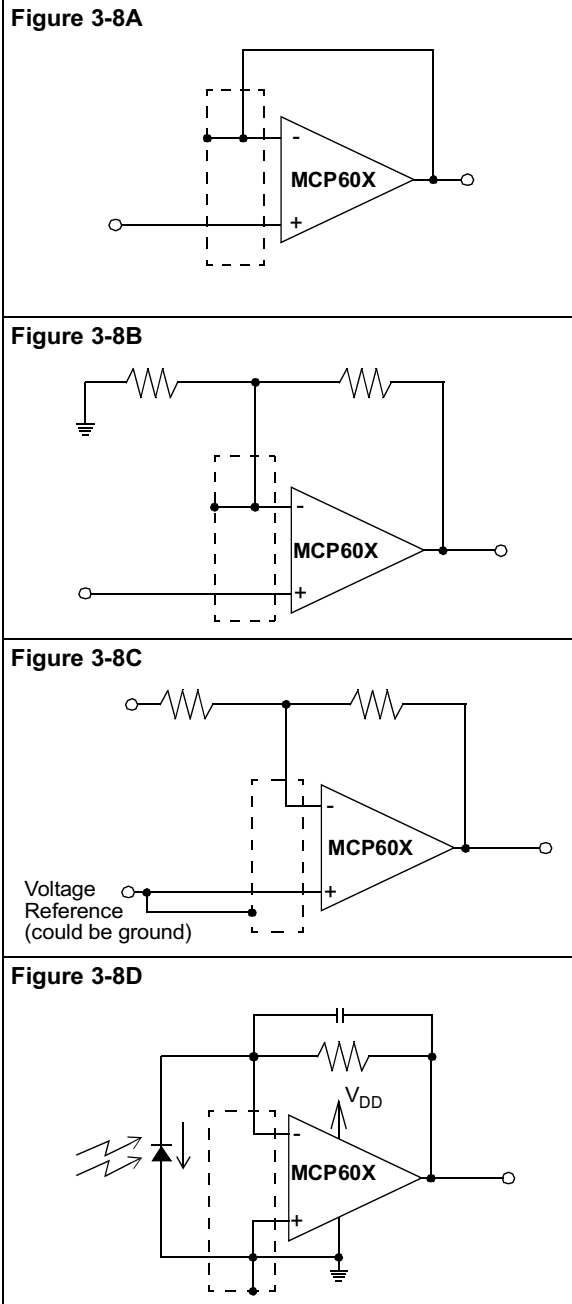 Figure 3-8A
-
MCP60X
+
Figure 3-8B
-
MCP60X
+
Figure 3-8C
-
MCP60X
Voltage
Reference
(could be ground)
+
Figure 3-8D
VDD
-
MCP60X
+